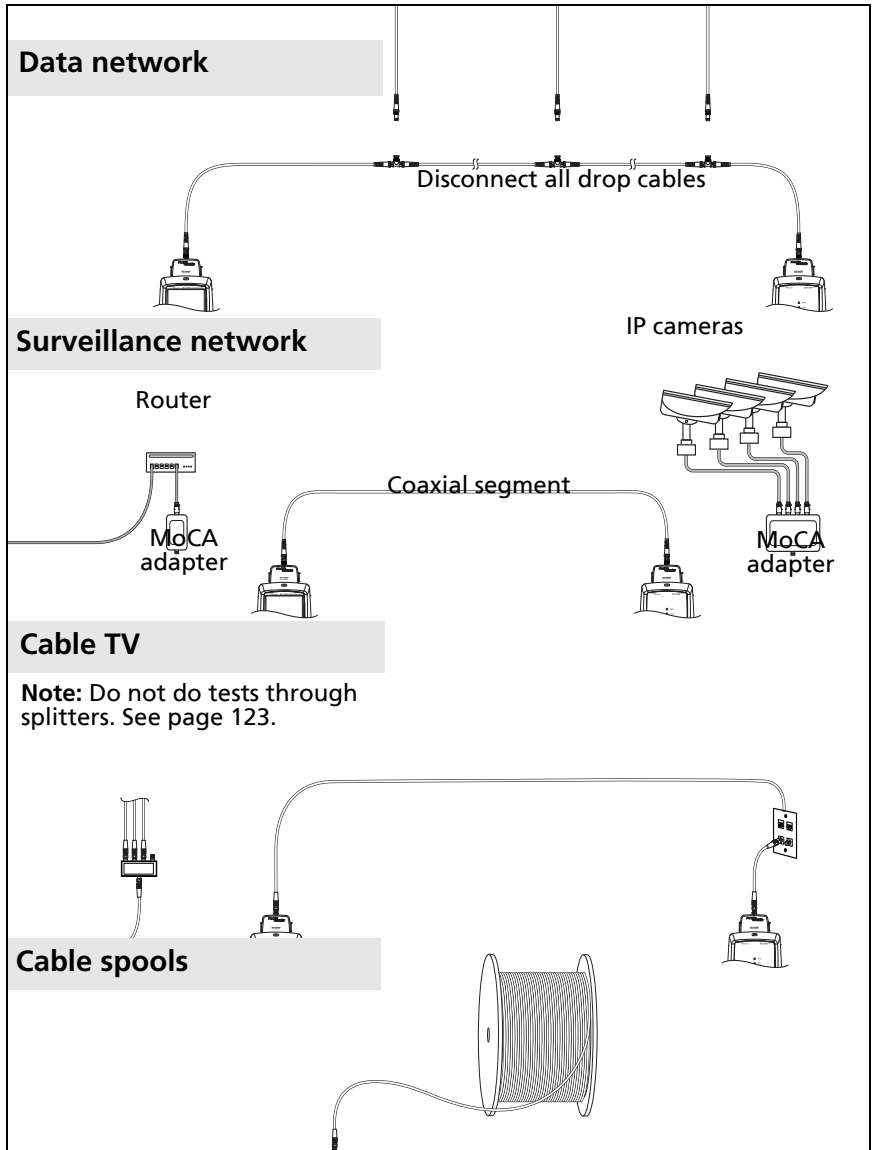 Data network
Disconnect all drop cables
Surveillance network
IP cameras
Router
Coaxial segment
MoCA
adapter
MoCA
adapter
Cable TV
Note: Do not do tests through
splitters. See page 123.
Cable spools